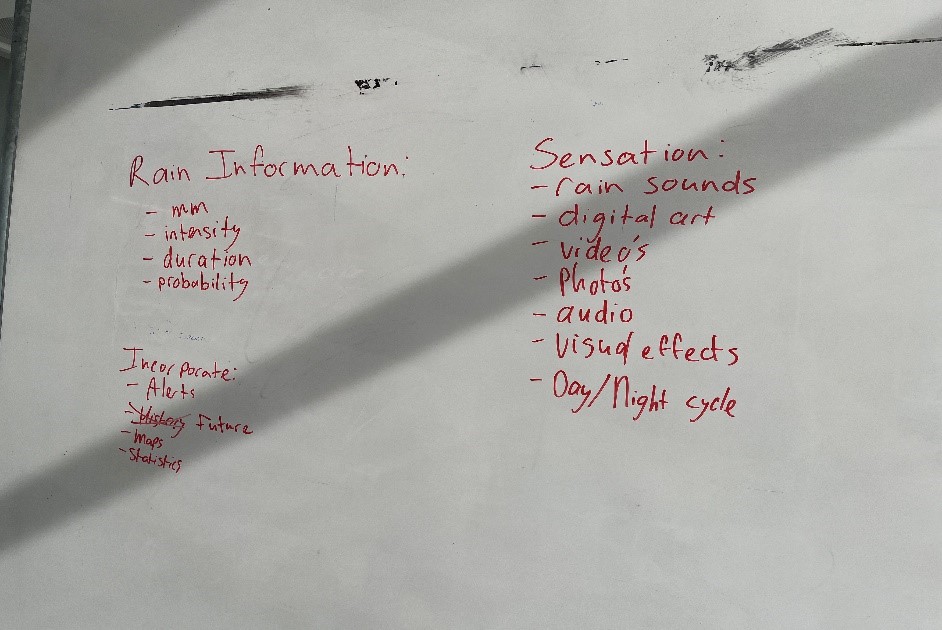 Rain Information:
- mm
- intensity
- duration
- probability
Incorporate:
- Alerts
- History future
- maps
- Statistics
Sensation:
- rain sounds
- digital art
- video's
- Photo's
- audio
- visual effects
- Day/Night cycle